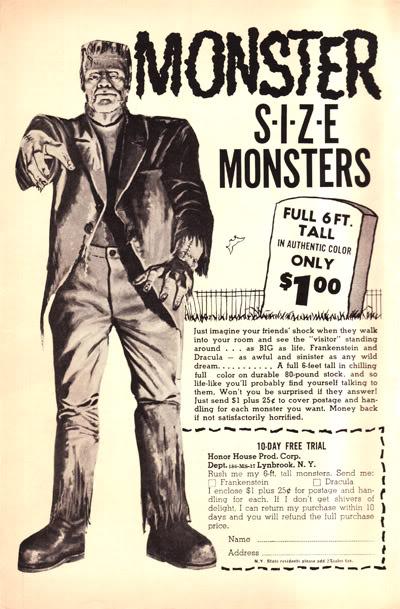 MONSTER
S-I-Z-E
MONSTERS
FULL 6 FT.
TALL
IN AUTHENTIC COLOR
ONLY
$1.00
Just imagine your friends' shock when they walk
into your room and see the "visitor" standing
around . . . as BIG as life. Frankenstein and
Dracula — as awful and sinister as any wild
dream. . . . . . . . . . . A full 6-feet tall in chilling
full color on durable 80-pound stock. and so
life-like you'll probably find yourself talking to
them. Won't you be surprised if they answer!
Just send $1 plus 25¢ to cover postage and han-
dling for each monster you want. Money back
if not satisfactorily horrified.
10-DAY FREE TRIAL
Honor House Prod. Corp.
Dept. Lynbrook, N. Y.
Rush me my 6-ft. tall monsters. Send me:
Frankenstein Dracula
I enclose $1 plus 25¢ for postage and han-
dling for each. If I don't get shivers of
delight, I can return my purchase within 10
days and you will refund the full purchase
price.
Name
Address
N.Y. State residents please add Sales tax.